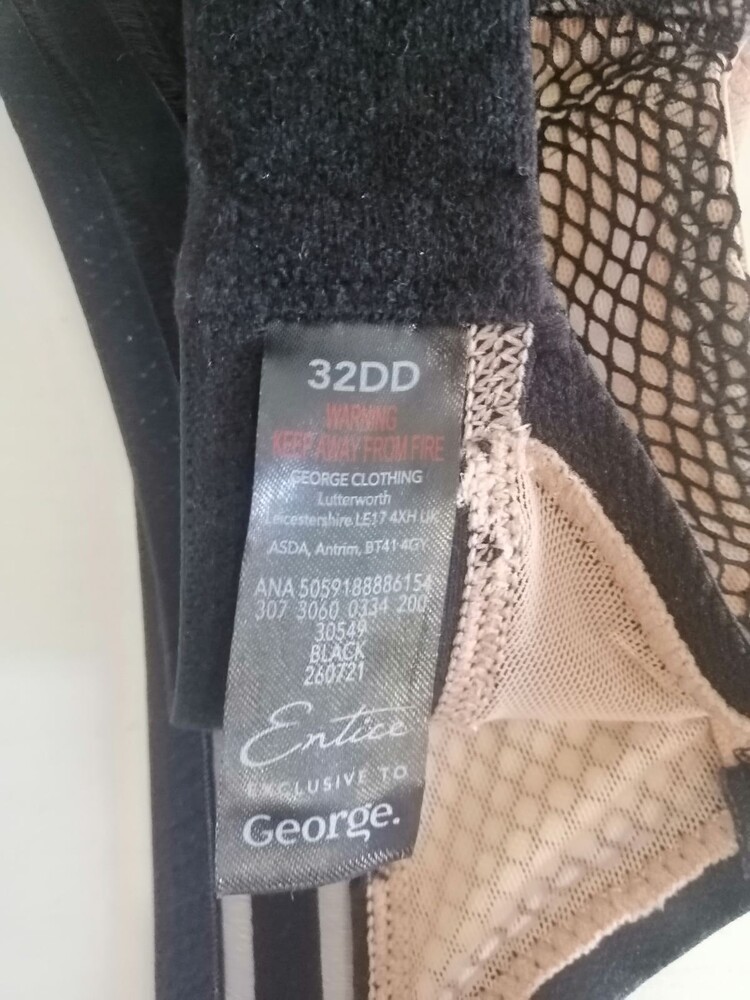 32DD
WARNING
KEEP AWAY FROM FIRE
GEORGE CLOTHING
Lutterworth
Leicestershire LE17 4XH UK
ASDA, Antrim, BT41 4GY
ANA 5059188886154
307 3060 0334 200
30549
BLACK
260721
Entice
EXCLUSIVE TO
George.